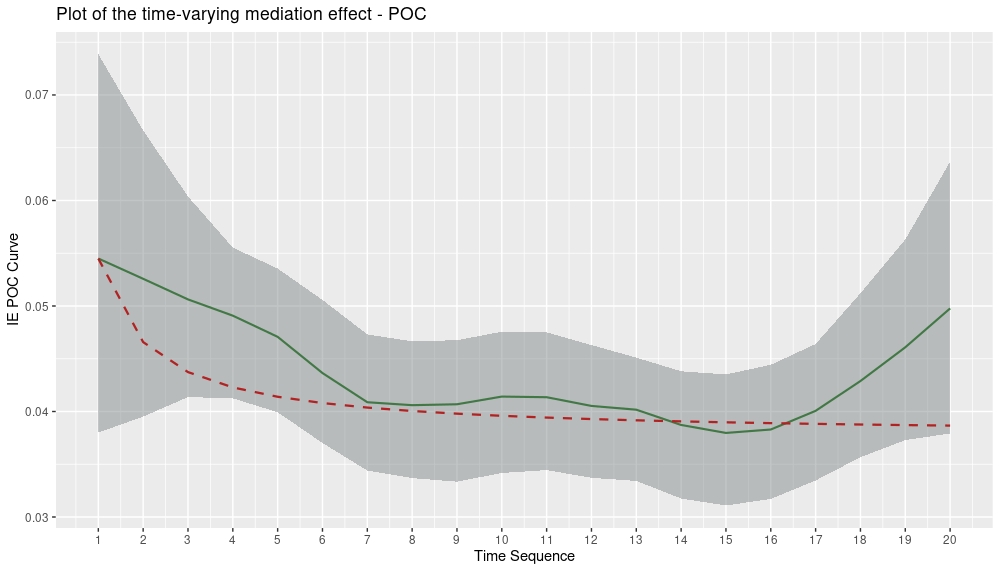 Plot of the time-varying mediation effect - POC
IE POC Curve
0.07
0.06
0.05
0.04
0.03
1 2 3 4 5 6 7 8 9 10 11 12 13 14 15 16 17 18 19 20
Time Sequence